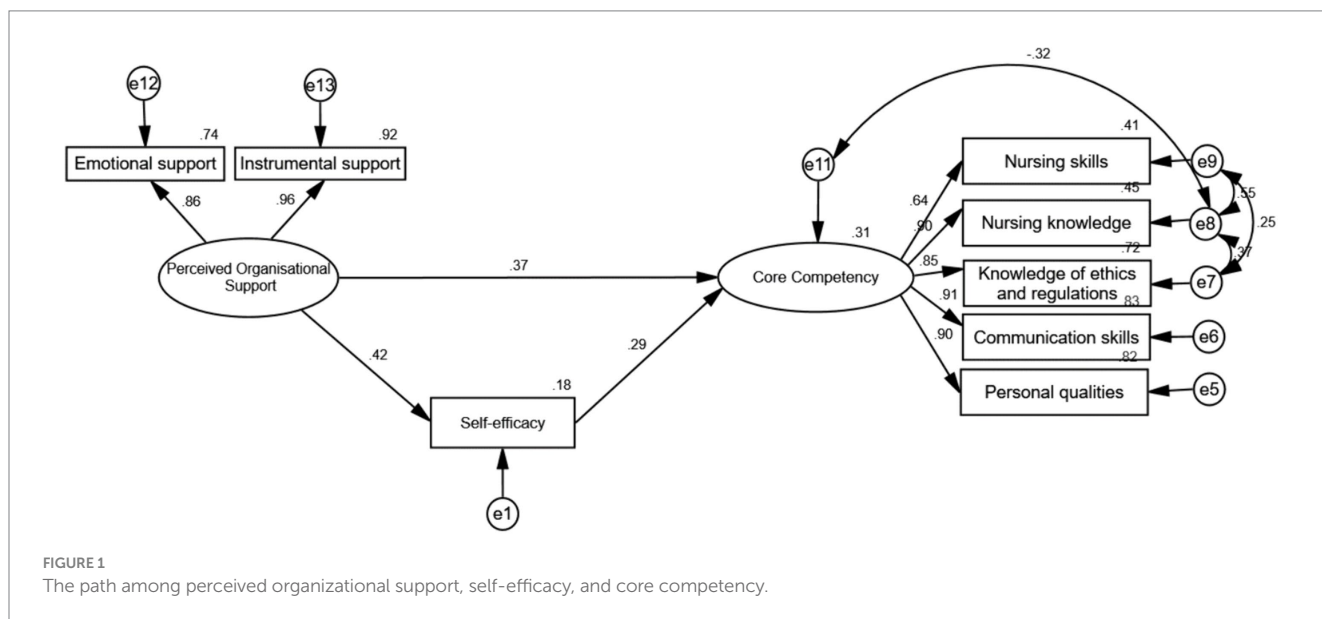 -.32
e12
e13
.74
.92
.41
Emotional support
Instrumental support
e11
Nursing skills
e9
.86
.96
.64
.45
.55
.90
Nursing knowledge
e8
.25
.31
.72
.37
Perceived Organisational
Support
.37
Core Competency
.85
Knowledge of ethics
and regulations
e7
.83
.91
Communication skills
e6
.42
.29
.90
.82
.18
Personal qualities
e5
Self-efficacy
e1
FIGURE 1
The path among perceived organizational support, self-efficacy, and core competency.